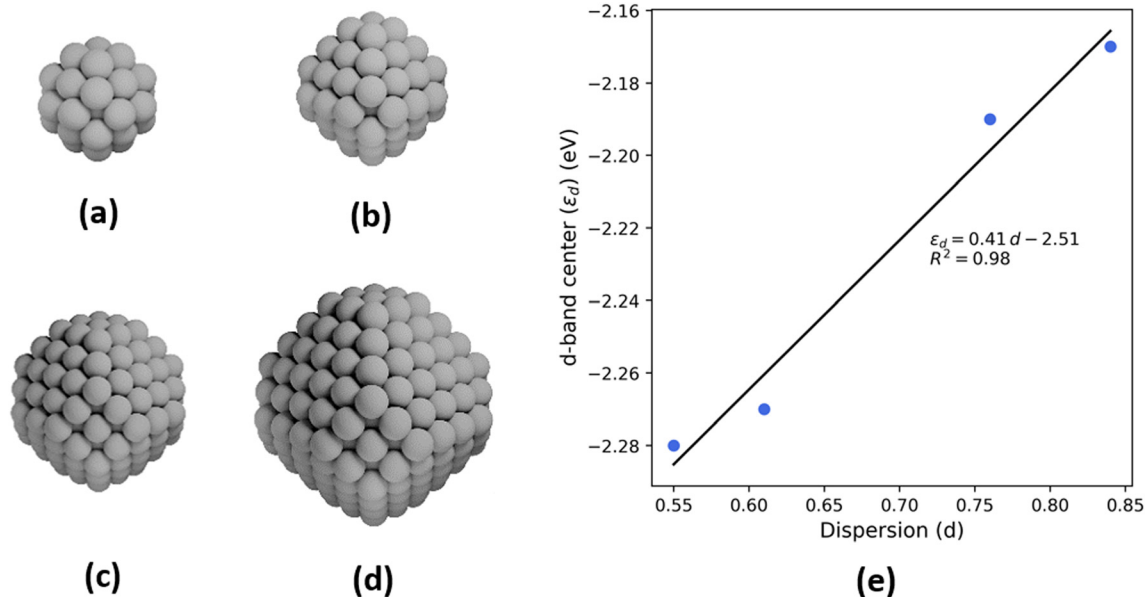 (a)
(b)
(c)
(d)
−2.16
−2.18
−2.20
−2.22
−2.24
−2.26
−2.28
d-band center (εd) (eV)
εd = 0.41 d − 2.51
R² = 0.98
0.55 0.60 0.65 0.70 0.75 0.80 0.85
Dispersion (d)
(e)